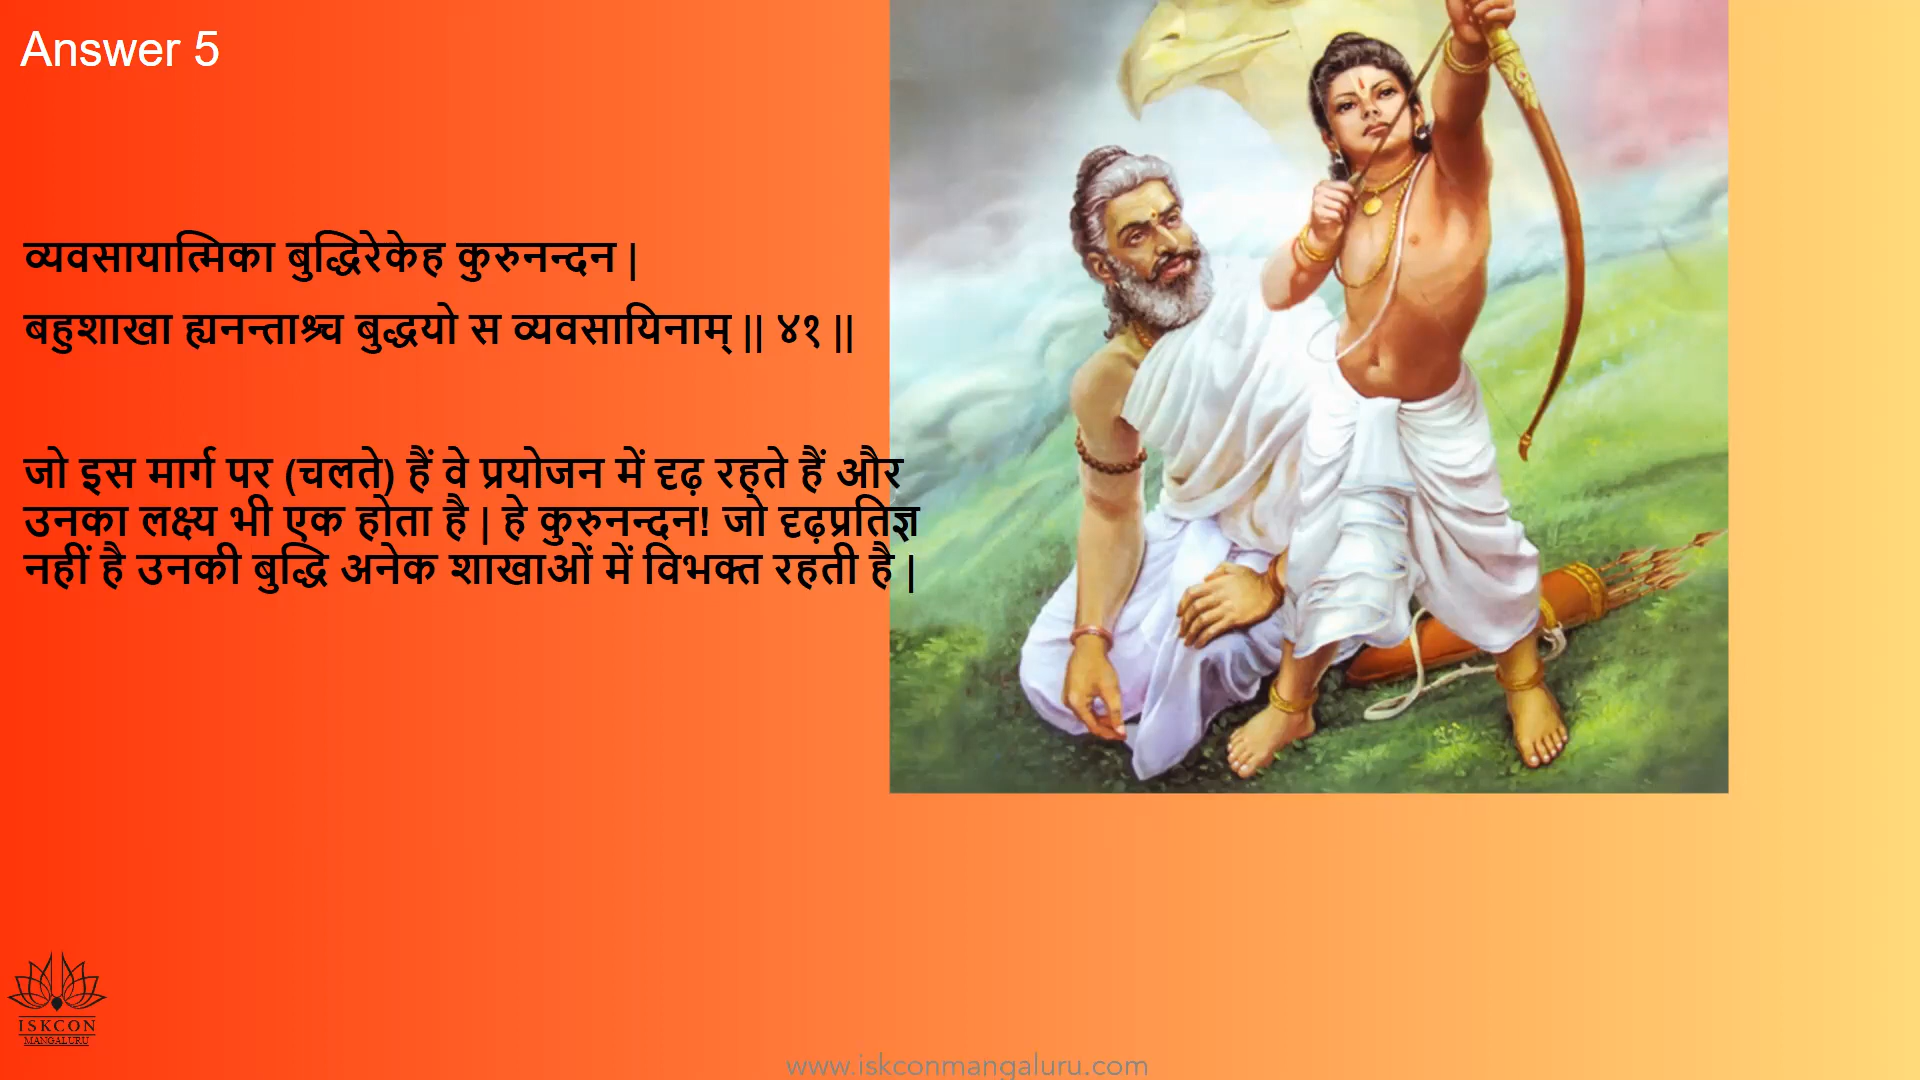 Answer 5
व्यवसायात्मिका बुद्धिरेकेह कुरुनन्दन |
बहुशाखा ह्यनन्ताश्र्च बुद्धयो स व्यवसायिनाम् || ४१ ||
जो इस मार्ग पर (चलते) हैं वे प्रयोजन में दृढ़ रहते हैं और
उनका लक्ष्य भी एक होता है | हे कुरुनन्दन! जो दृढ़प्रतिज्ञ
नहीं है उनकी बुद्धि अनेक शाखाओं में विभक्त रहती है |
ISKCON
MANGALURU
www.iskconmangaluru.com